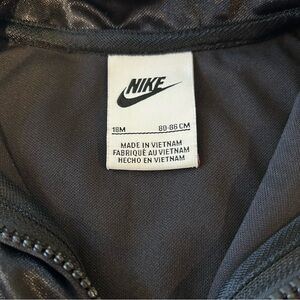 NIKE
18M 80-86 CM
MADE IN VIETNAM
FABRIQUÉ AU VIETNAM
HECHO EN VIETNAM